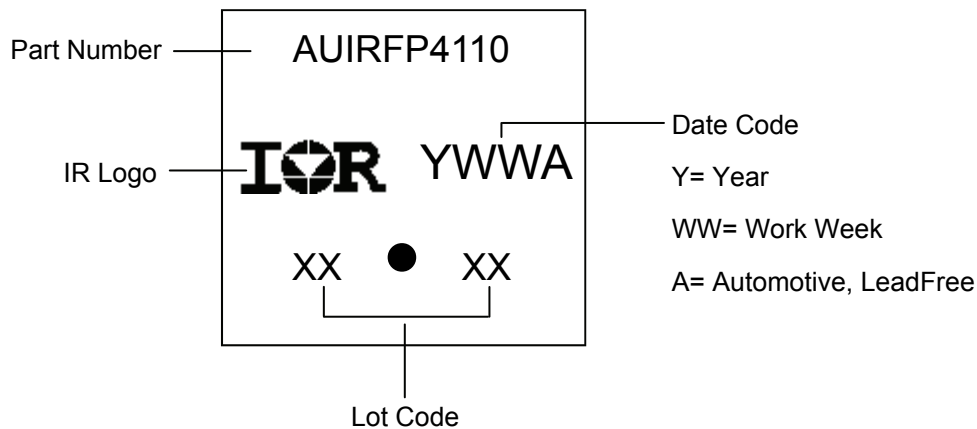 Part Number
AUIRFP4110
IR Logo
IOR
YWWA
Date Code
Y= Year
WW= Work Week
A= Automotive, LeadFree
XX
XX
Lot Code